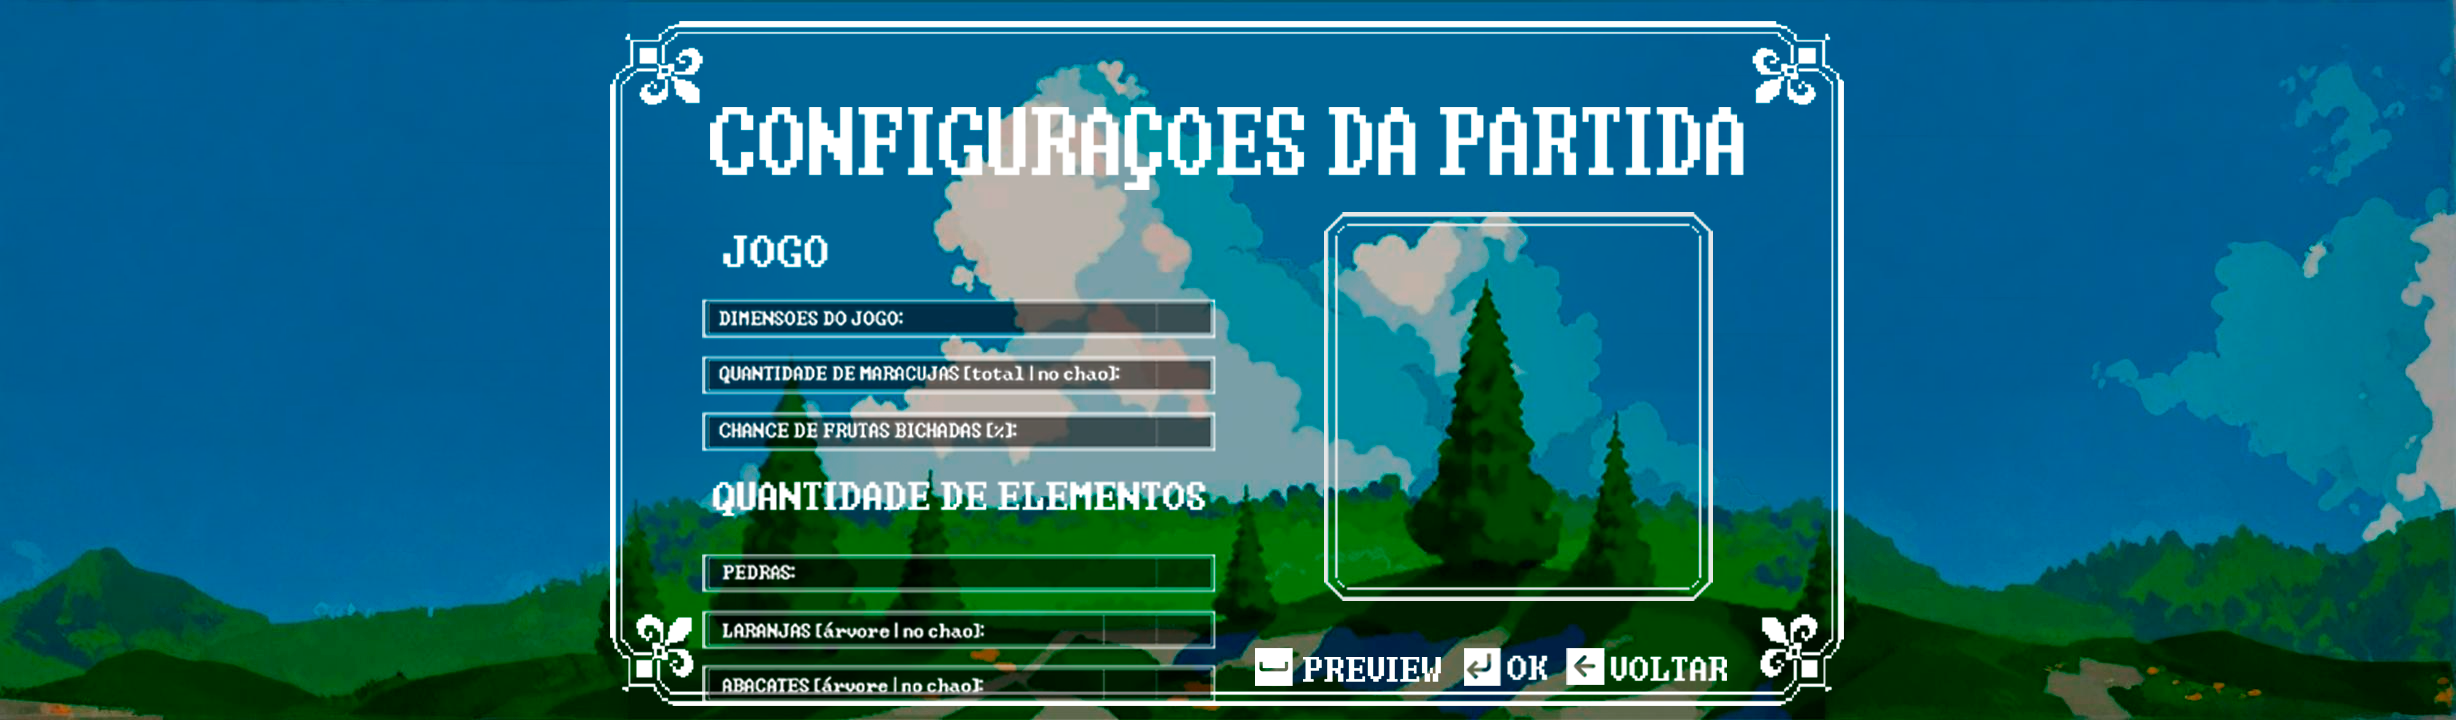 CONFIGURAÇOES DA PARTIDA
JOGO
DIMENSOES DO JOGO:
QUANTIDADE DE MARACUJAS [total|no chao]:
CHANCE DE FRUTAS BICHADAS [%]:
QUANTIDADE DE ELEMENTOS
PEDRAS:
LARANJAS [árvore|no chao]:
ABACATES [árvore|no chao]:
PREVIEW OK VOLTAR